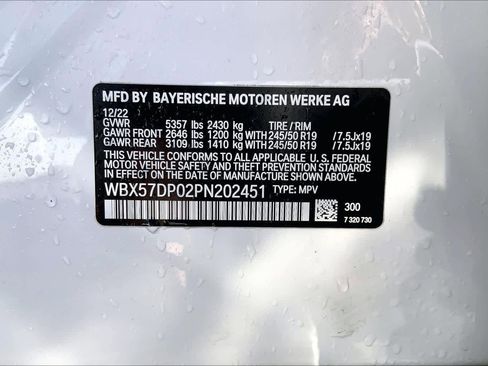 MFD BY BAYERISCHE MOTOREN WERKE AG
12/22
GVWR 5357 lbs 2430 kg TIRE / RIM
GAWR FRONT 2646 lbs 1200 kg WITH 245/50 R19 /7.5Jx19
GAWR REAR 3109 lbs 1410 kg WITH 245/50 R19 /7.5Jx19
THIS VEHICLE CONFORMS TO ALL APPLICABLE U.S. FEDERAL
MOTOR VEHICLE SAFETY AND THEFT PREVENTION STANDARDS
IN EFFECT ON THE DATE OF MANUFACTURE SHOWN ABOVE.
WBX57DP02PN202451 TYPE: MPV
300
7 320 730